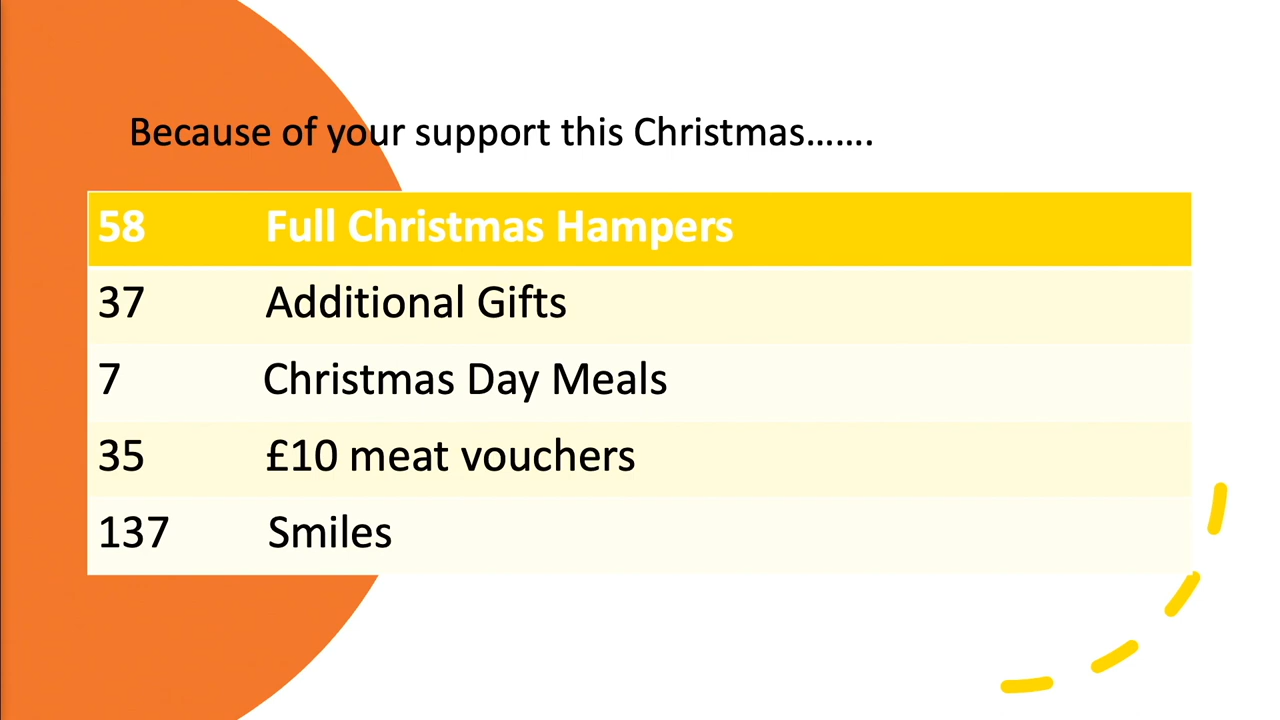 Because of your support this Christmas.......
58 Full Christmas Hampers
37 Additional Gifts
7 Christmas Day Meals
35 £10 meat vouchers
137 Smiles